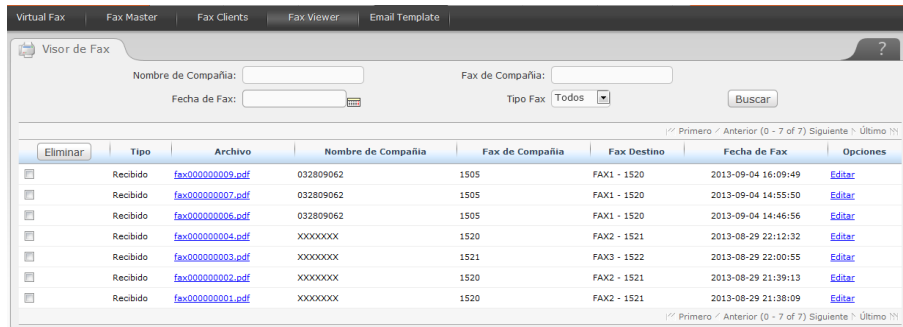 Virtual Fax Fax Master Fax Clients Fax Viewer Email Template
Visor de Fax ?
Nombre de Compañia: Fax de Compañia:
Fecha de Fax: Tipo Fax Todos Buscar
Primero Anterior (0 - 7 of 7) Siguiente Último
Eliminar Tipo Archivo Nombre de Compañia Fax de Compañia Fax Destino Fecha de Fax Opciones
Recibido fax000000009.pdf 032809062 1505 FAX1 - 1520 2013-09-04 16:09:49 Editar
Recibido fax000000007.pdf 032809062 1505 FAX1 - 1520 2013-09-04 14:55:50 Editar
Recibido fax000000006.pdf 032809062 1505 FAX1 - 1520 2013-09-04 14:46:56 Editar
Recibido fax000000004.pdf XXXXXXX 1520 FAX2 - 1521 2013-08-29 22:12:32 Editar
Recibido fax000000003.pdf XXXXXXX 1521 FAX3 - 1522 2013-08-29 22:00:55 Editar
Recibido fax000000002.pdf XXXXXXX 1520 FAX2 - 1521 2013-08-29 21:39:13 Editar
Recibido fax000000001.pdf XXXXXXX 1520 FAX2 - 1521 2013-08-29 21:38:09 Editar
Primero Anterior (0 - 7 of 7) Siguiente Último